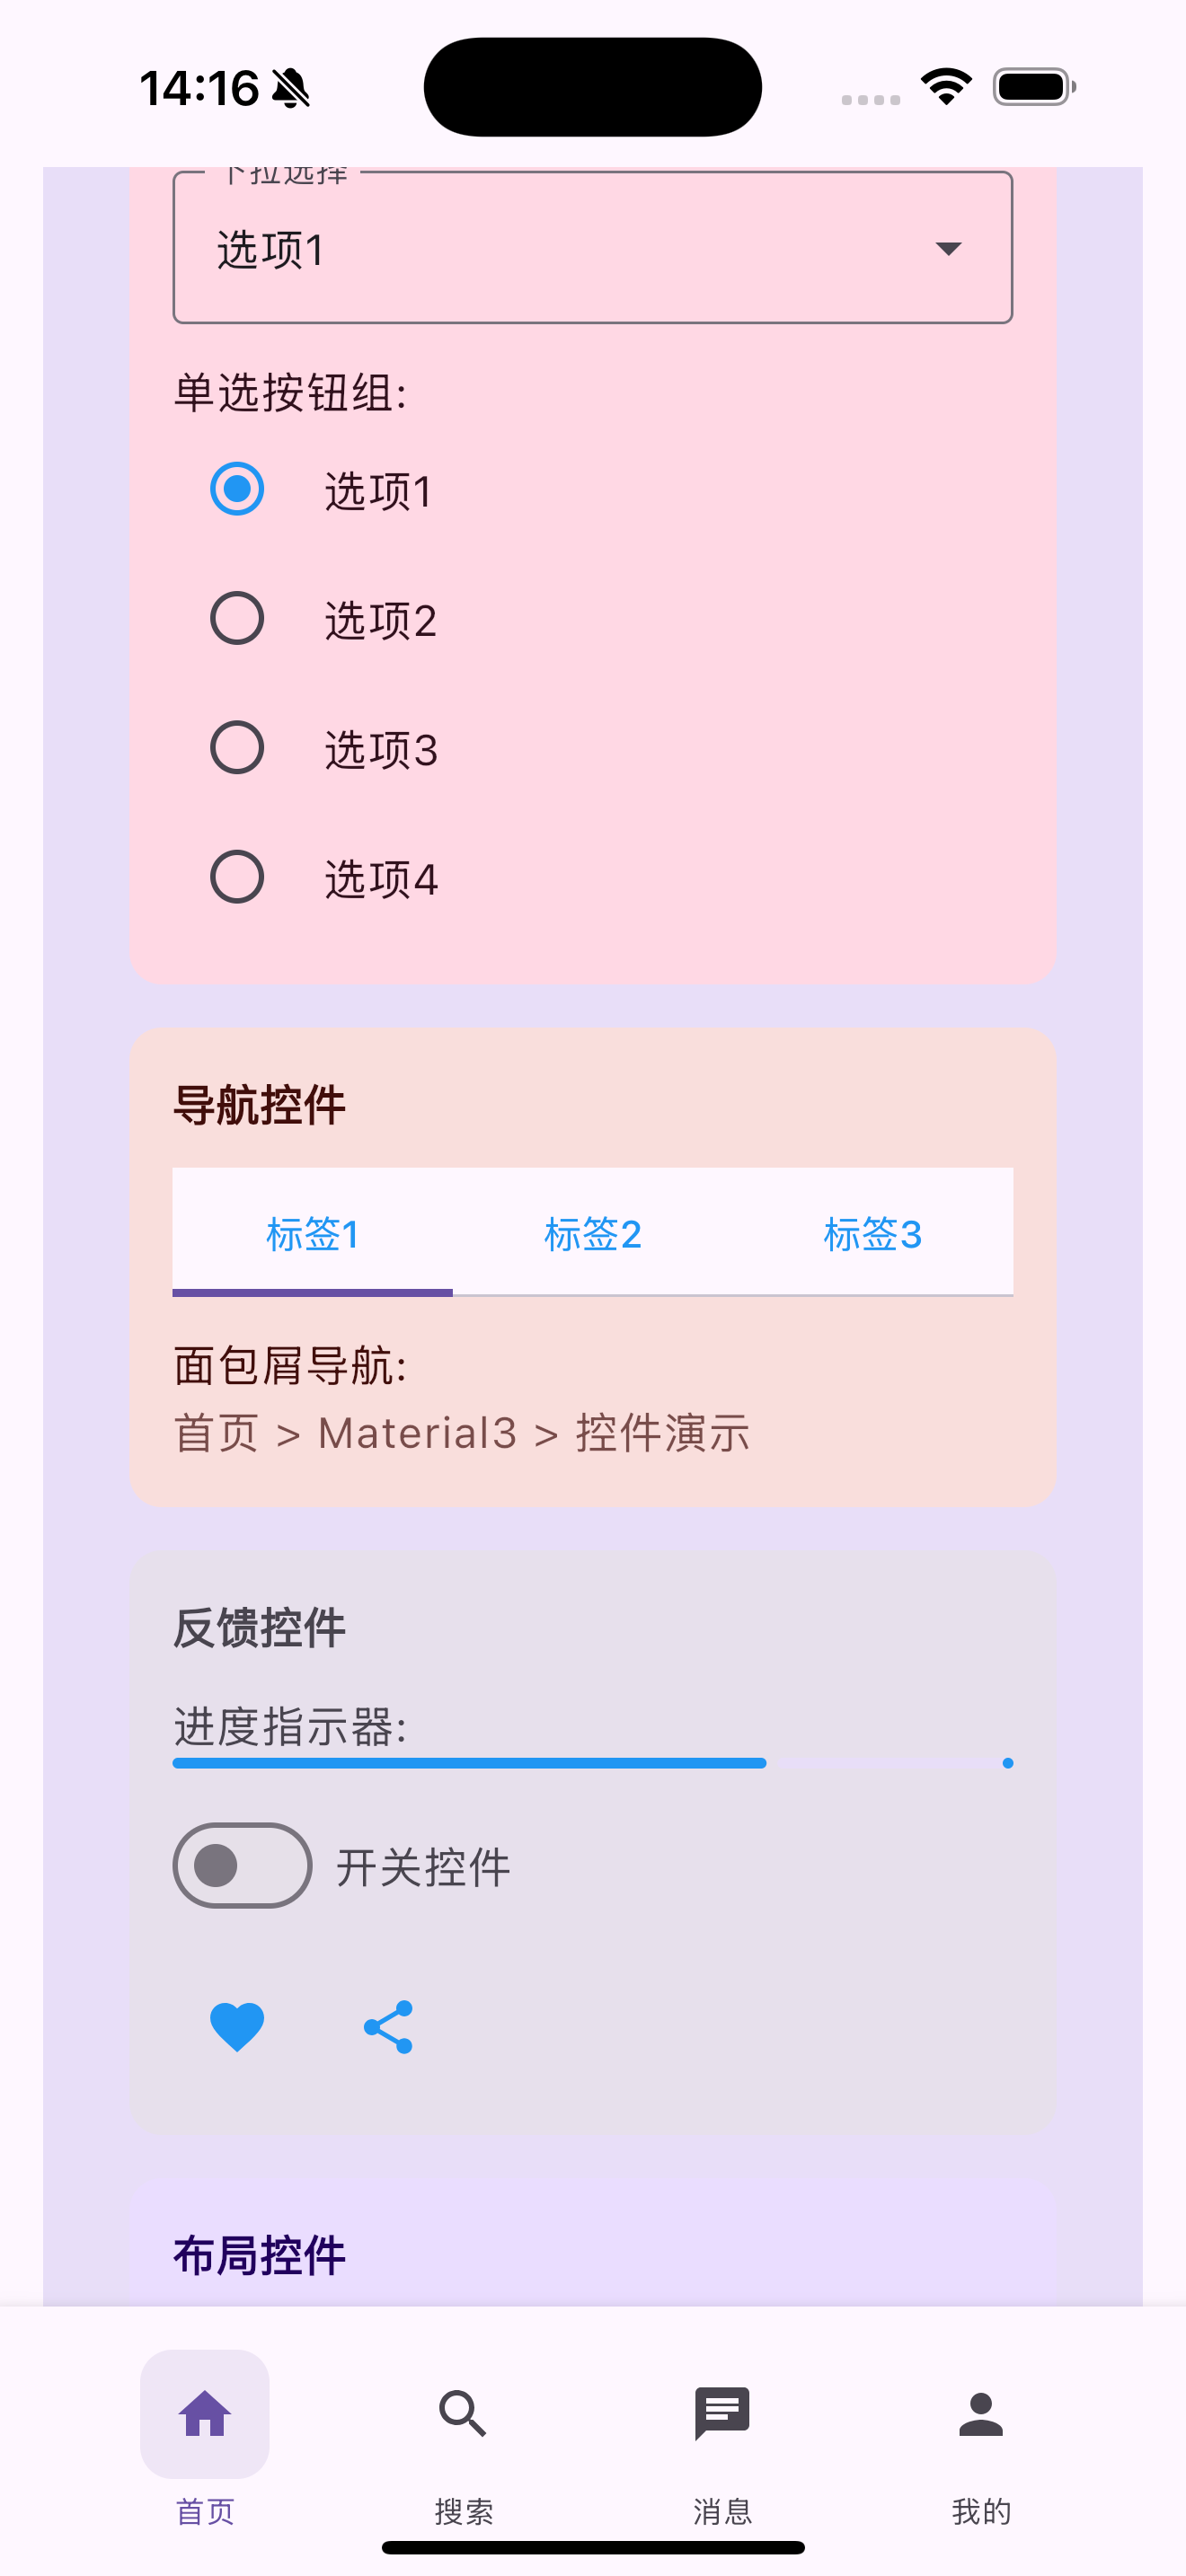 14:16
下拉选择
选项1
单选按钮组:
选项1
选项2
选项3
选项4
导航控件
标签1 标签2 标签3
面包屑导航:
首页 > Material3 > 控件演示
反馈控件
进度指示器:
开关控件
布局控件
首页 搜索 消息 我的